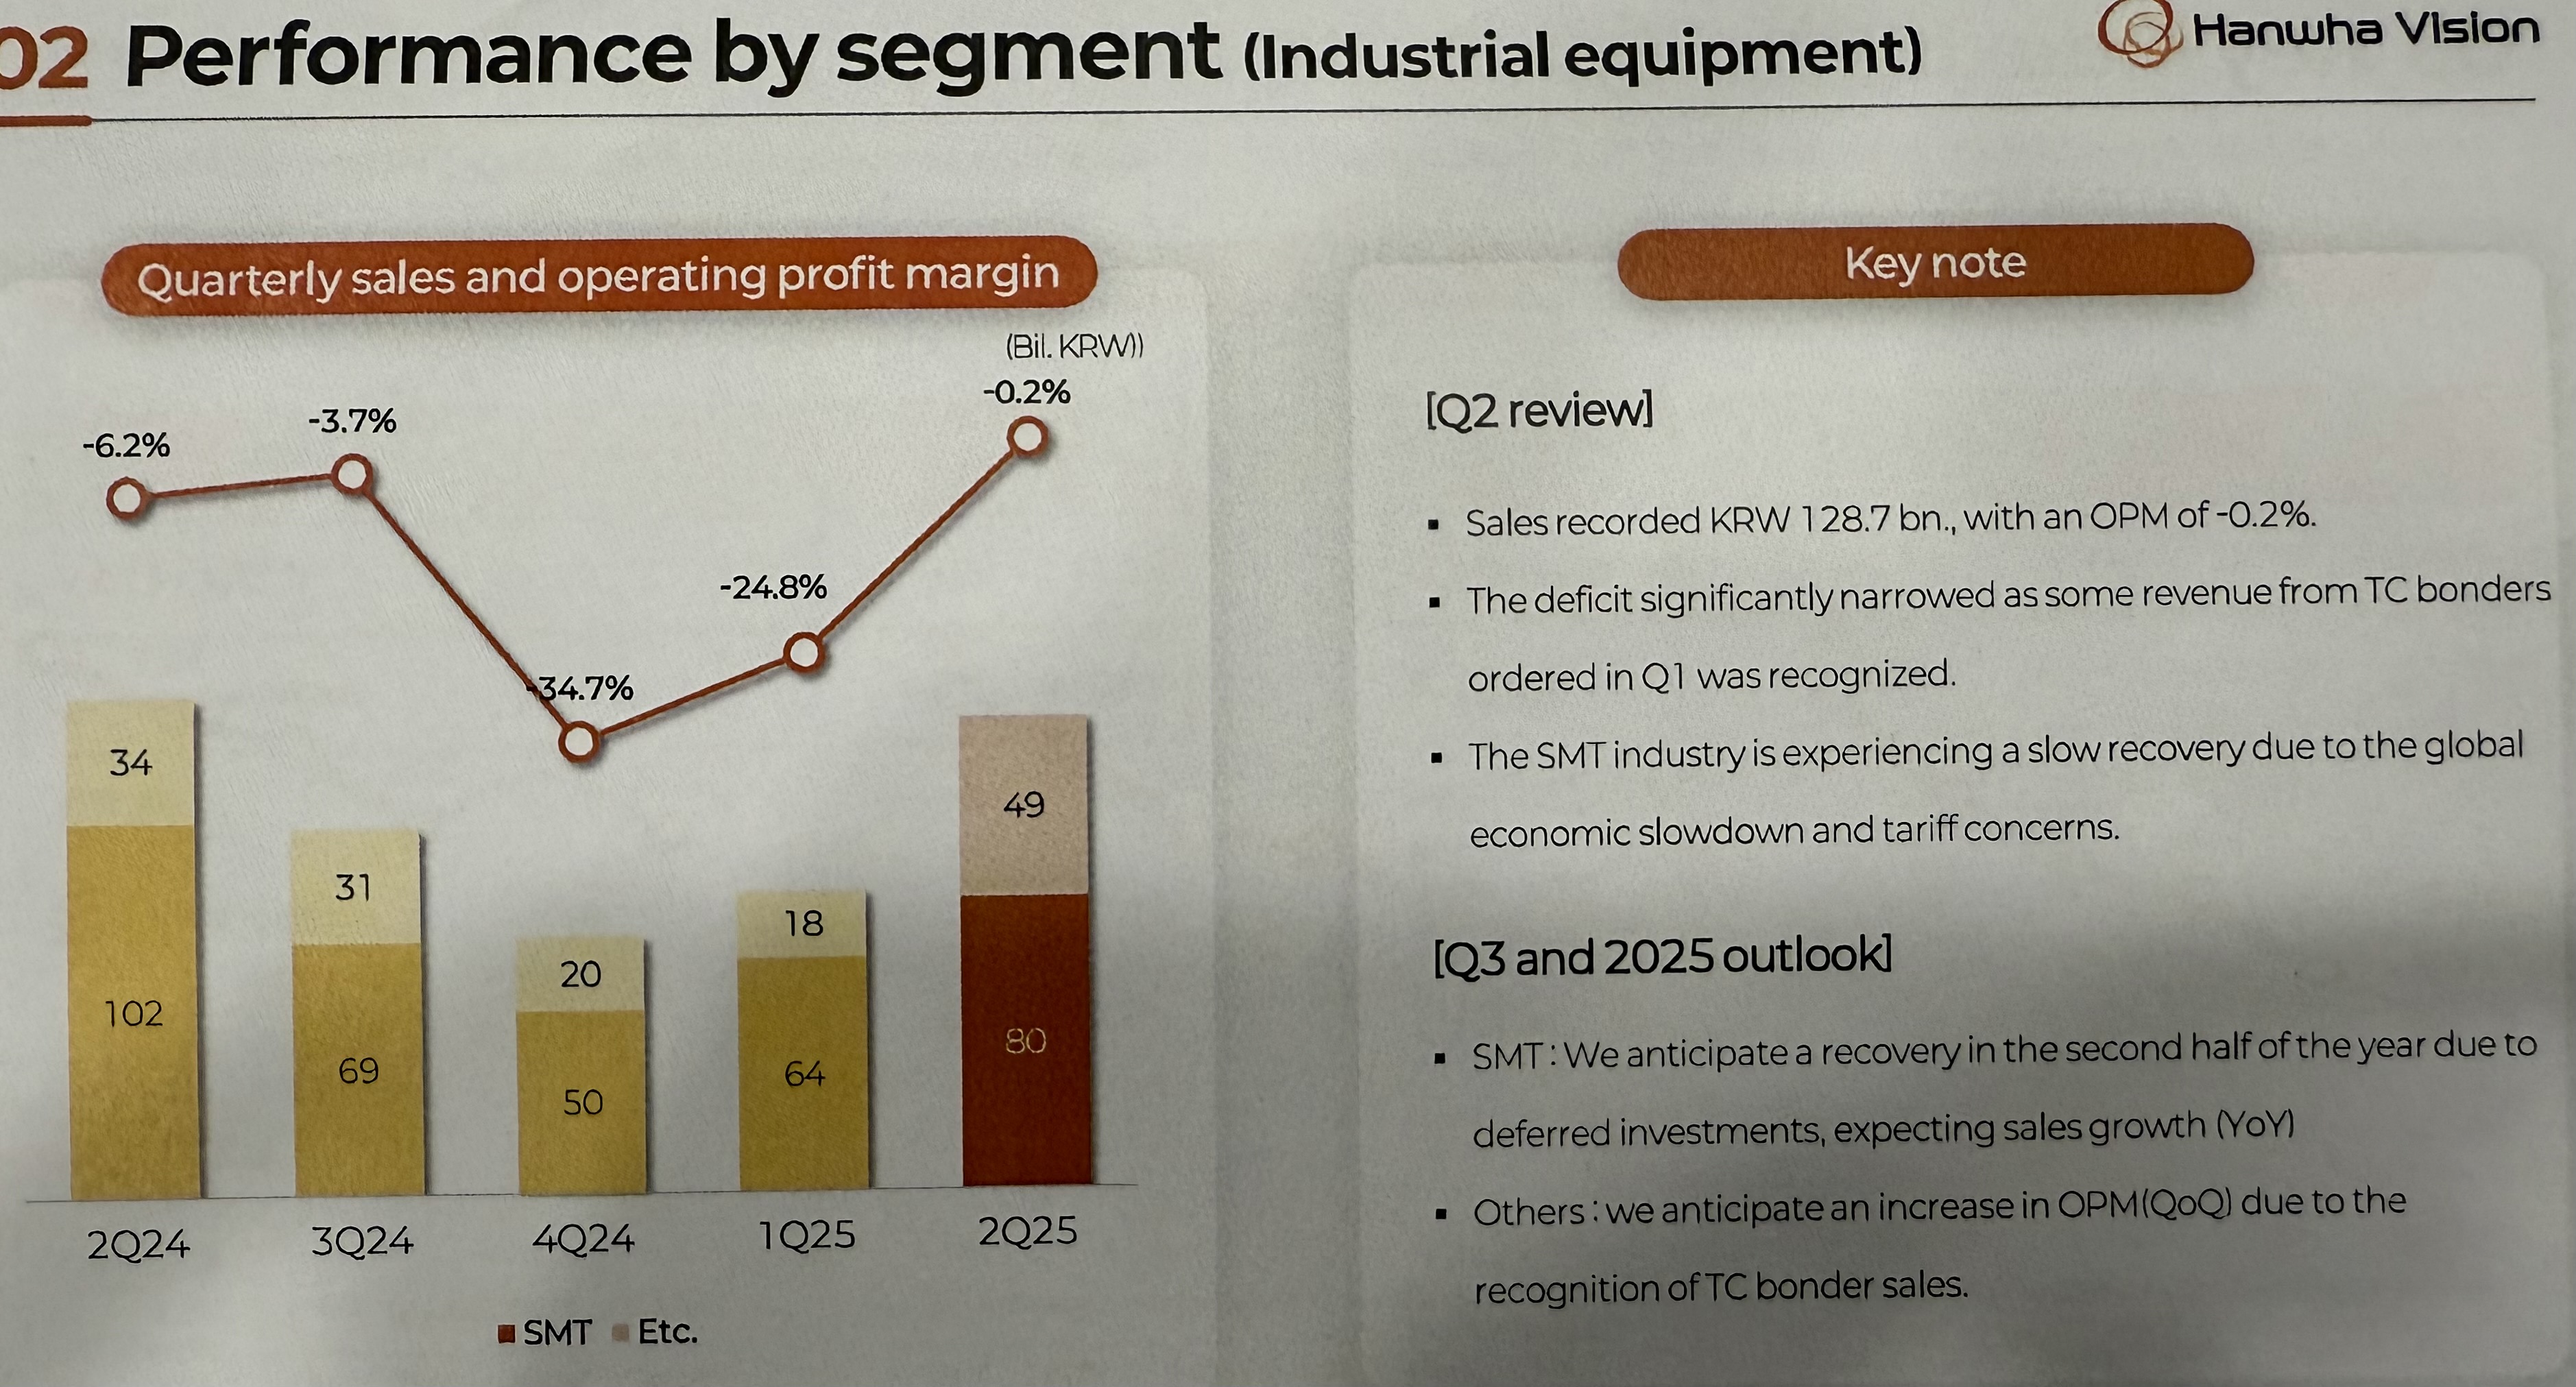 02 Performance by segment (Industrial equipment)
Hanwha Vision
Quarterly sales and operating profit margin
(Bil. KRW))
-6.2%
-3.7%
-34.7%
-24.8%
-0.2%
34
102
31
69
20
50
18
64
49
80
2Q24
3Q24
4Q24
1Q25
2Q25
SMT
Etc.
Key note
[Q2 review]
▪ Sales recorded KRW 128.7 bn., with an OPM of -0.2%.
▪ The deficit significantly narrowed as some revenue from TC bonders
ordered in Q1 was recognized.
▪ The SMT industry is experiencing a slow recovery due to the global
economic slowdown and tariff concerns.
[Q3 and 2025 outlook]
▪ SMT : We anticipate a recovery in the second half of the year due to
deferred investments, expecting sales growth (YoY)
▪ Others : we anticipate an increase in OPM(QoQ) due to the
recognition of TC bonder sales.